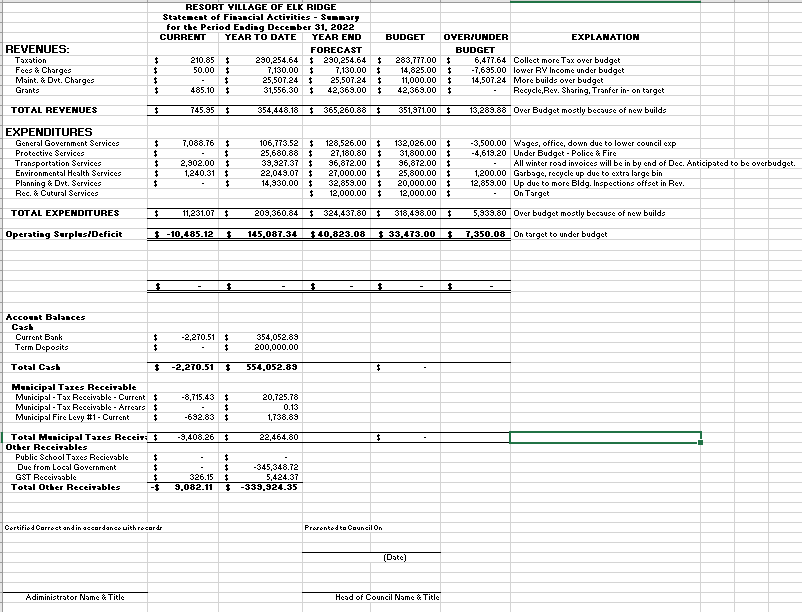 RESORT VILLAGE OF ELK RIDGE
Statement of Financial Activities - Summary
for the Period Ending December 31, 2022
CURRENT YEAR TO DATE YEAR END FORECAST BUDGET OVER/UNDER BUDGET EXPLANATION
REVENUES:
Taxation $ 210.85 $ 290,254.64 $ 290,254.64 $ 283,777.00 $ 6,477.64 Collect more Tax over budget
Fees & Charges $ 50.00 $ 7,130.00 $ 7,130.00 $ 14,825.00 $ -7,695.00 lower RV Income under budget
Maint. & Dvt. Charges $ - $ 25,507.24 $ 25,507.24 $ 11,000.00 $ 14,507.24 More builds over budget
Grants $ 485.10 $ 31,556.30 $ 42,369.00 $ 42,369.00 $ - Recycle,Rev. Sharing, Tranfer in- on target
TOTAL REVENUES $ 745.95 $ 354,448.18 $ 365,260.88 $ 351,971.00 $ 13,289.88 Over Budget mostly because of new builds
EXPENDITURES
General Government Services $ 7,088.76 $ 106,773.52 $ 128,526.00 $ 132,026.00 $ -3,500.00 Wages, office, down due to lower council exp
Protective Services $ - $ 25,680.88 $ 27,180.80 $ 31,800.00 $ -4,619.20 Under Budget - Police & Fire
Transportation Services $ 2,902.00 $ 39,927.37 $ 96,872.00 $ 96,872.00 $ - All winter road invoices will be in by end of Dec. Anticipated to be overbudget.
Environmental Health Services $ 1,240.31 $ 22,049.07 $ 27,000.00 $ 25,800.00 $ 1,200.00 Garbage, recycle up due to extra large bin
Planning & Dvt. Services $ - $ 14,930.00 $ 32,859.00 $ 20,000.00 $ 12,859.00 Up due to more Bldg. Inspections offset in Rev.
Rec. & Cutural Services $ 12,000.00 $ 12,000.00 $ - On Target
TOTAL EXPENDITURES $ 11,231.07 $ 209,360.84 $ 324,437.80 $ 318,498.00 $ 5,939.80 Over budget mostly because of new builds
Operating Surplus/Deficit $ -10,485.12 $ 145,087.34 $ 40,823.08 $ 33,473.00 $ 7,350.08 On target to under budget
$ - $ - $ - $ - $ -
Account Balances
Cash
Current Bank $ -2,270.51 $ 354,052.89
Term Deposits $ - $ 200,000.00
Total Cash $ -2,270.51 $ 554,052.89 $ -
Municipal Taxes Receivable
Municipal - Tax Receivable - Current $ -8,715.43 $ 20,725.78
Municipal - Tax Receivable - Arrears $ - $ 0.13
Municipal Fire Levy #1 - Current $ -692.83 $ 1,738.89
Total Municipal Taxes Receiv $ -9,408.26 $ 22,464.80 $ -
Other Receivables
Public School Taxes Recievable $ - $ -
Due from Local Government $ - $ -345,348.72
GST Receivaable $ 326.15 $ 5,424.37
Total Other Receivables -$ 9,082.11 $ -339,924.35
Certified Correct and in accordance with records Presented to Council On
(Date)
Administrator Name & Title Head of Council Name & Title